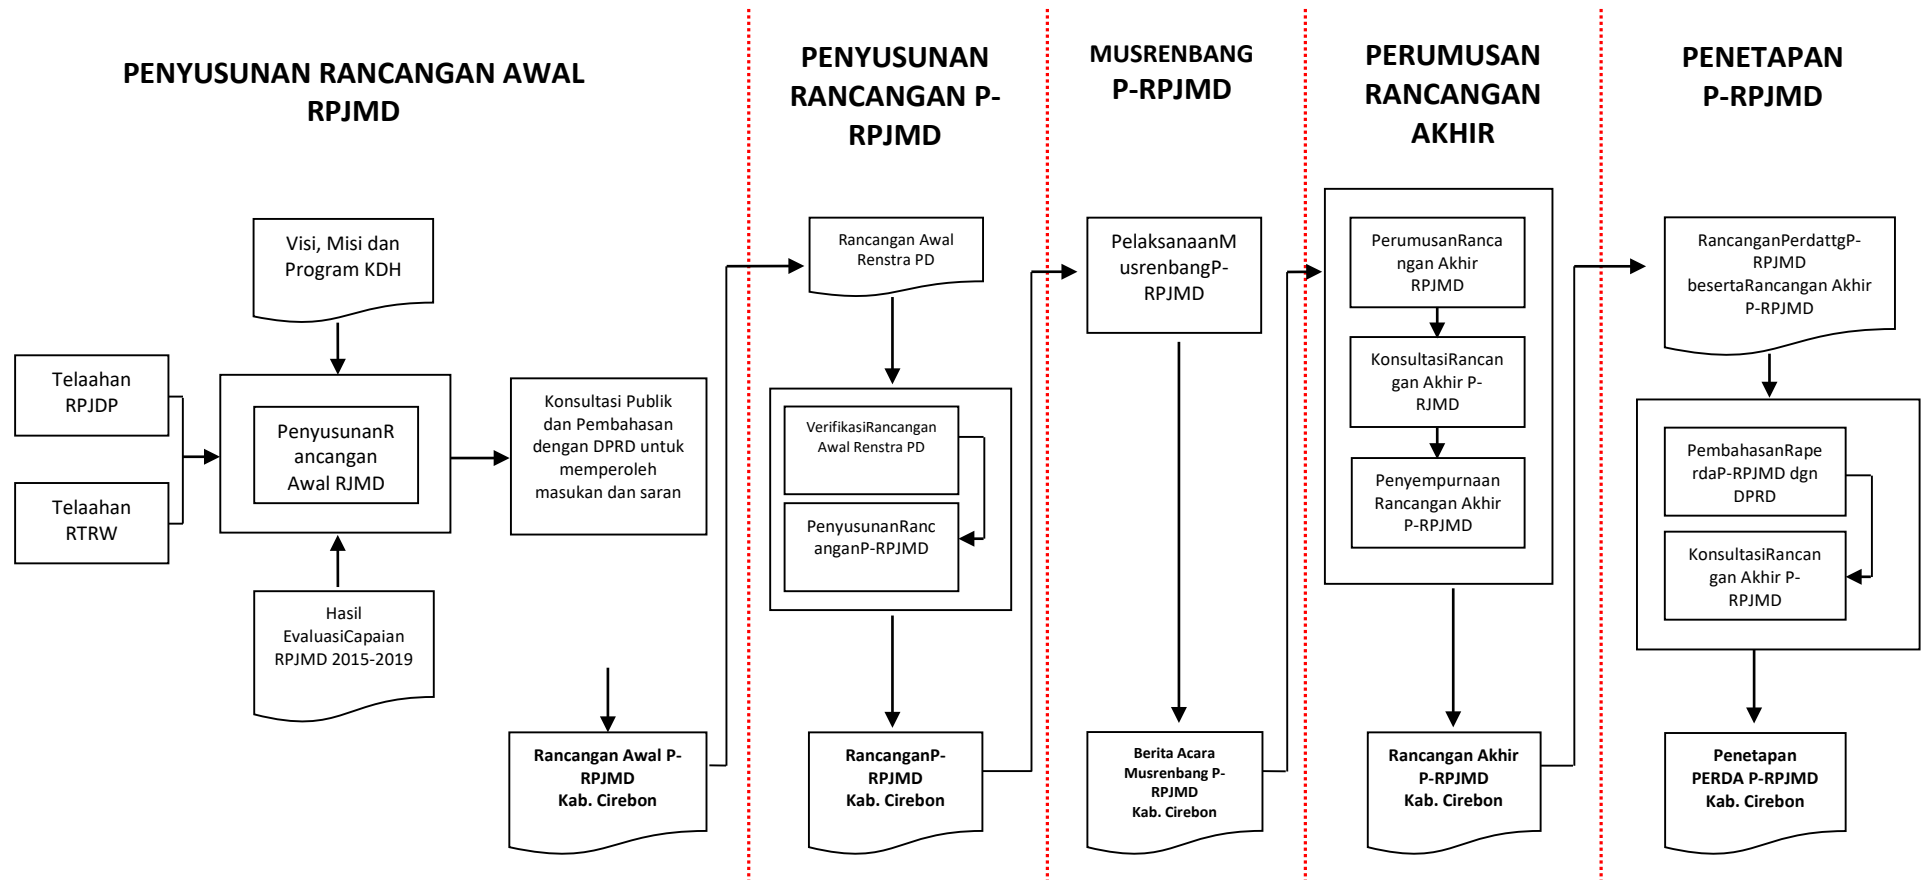 PENYUSUNAN RANCANGAN AWAL
RPJMD
PENYUSUNAN
RANCANGAN P-
RPJMD
MUSRENBANG
P-RPJMD
PERUMUSAN
RANCANGAN
AKHIR
PENETAPAN
P-RPJMD
Visi, Misi dan
Program KDH
Telaahan
RPJDP
Telaahan
RTRW
PenyusunanR
ancangan
Awal RJMD
Hasil
EvaluasiCapaian
RPJMD 2015-2019
Konsultasi Publik
dan Pembahasan
dengan DPRD untuk
memperoleh
masukan dan saran
Rancangan Awal P-
RPJMD
Kab. Cirebon
Rancangan Awal
Renstra PD
VerifikasiRancangan
Awal Renstra PD
PenyusunanRanc
anganP-RPJMD
RancanganP-
RPJMD
Kab. Cirebon
PelaksanaanM
usrenbangP-
RPJMD
Berita Acara
Musrenbang P-
RPJMD
Kab. Cirebon
PerumusanRanca
ngan Akhir
RPJMD
KonsultasiRancan
gan Akhir P-
RJMD
Penyempurnaan
Rancangan Akhir
P-RPJMD
Rancangan Akhir
P-RPJMD
Kab. Cirebon
RancanganPerdattgP-
RPJMD
besertaRancangan Akhir
P-RPJMD
PembahasanRape
rdaP-RPJMD dgn
DPRD
KonsultasiRancan
gan Akhir P-
RPJMD
Penetapan
PERDA P-RPJMD
Kab. Cirebon